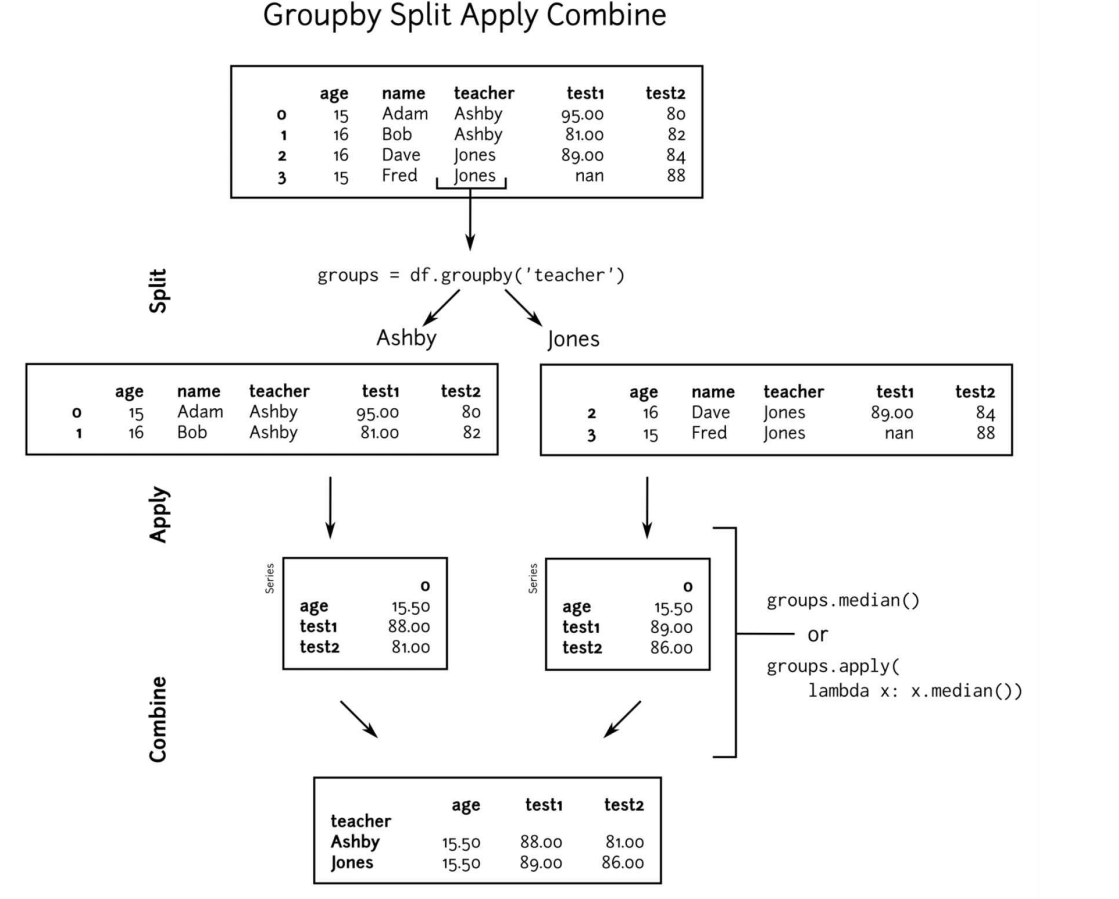 Groupby Split Apply Combine
age name teacher test1 test2
0 15 Adam Ashby 95.00 80
1 16 Bob Ashby 81.00 82
2 16 Dave Jones 89.00 84
3 15 Fred Jones nan 88
Split
groups = df.groupby('teacher')
Ashby
Jones
age name teacher test1 test2
0 15 Adam Ashby 95.00 80
1 16 Bob Ashby 81.00 82
age name teacher test1 test2
2 16 Dave Jones 89.00 84
3 15 Fred Jones nan 88
Apply
Series
0
age 15.50
test1 88.00
test2 81.00
Series
0
age 15.50
test1 89.00
test2 86.00
groups.median()
or
groups.apply(
lambda x: x.median())
Combine
age test1 test2
teacher
Ashby 15.50 88.00 81.00
Jones 15.50 89.00 86.00